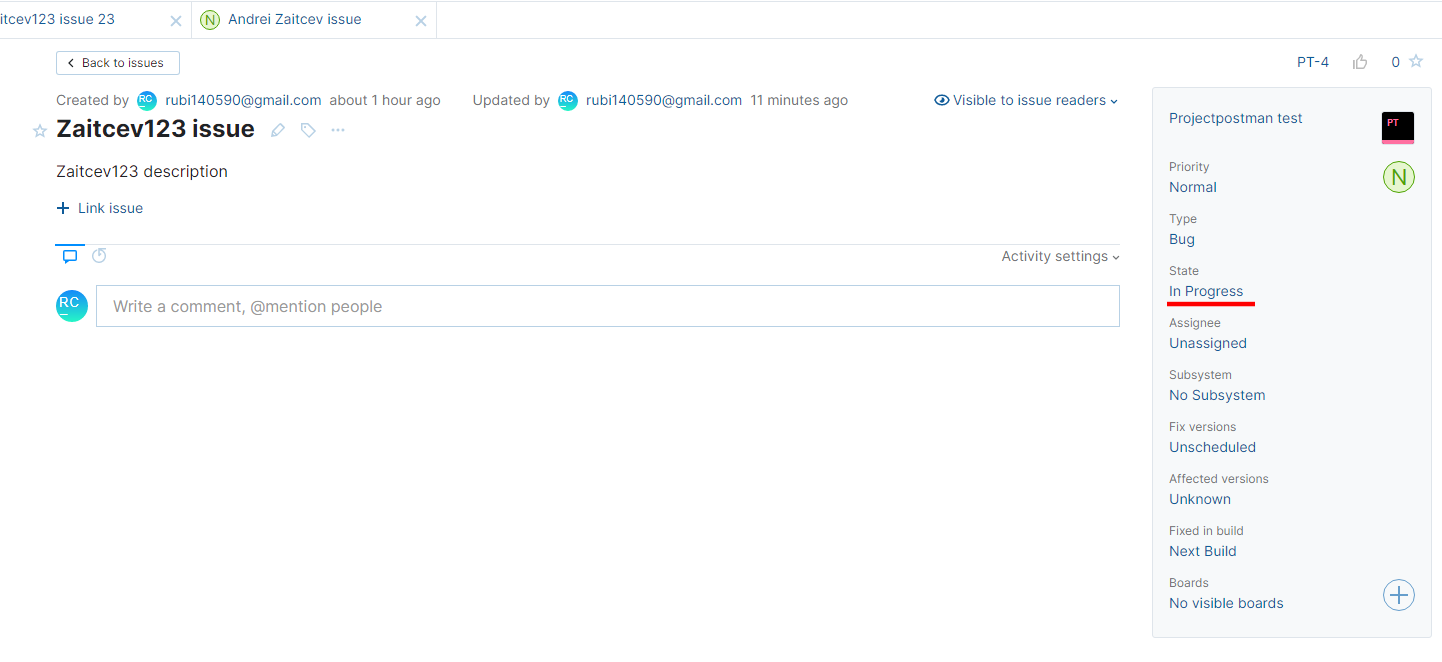 itcev123 issue 23
N Andrei Zaitcev issue
Back to issues
PT-4 0
Created by RC rubi140590@gmail.com about 1 hour ago Updated by RC rubi140590@gmail.com 11 minutes ago Visible to issue readers
Zaitcev123 issue
Zaitcev123 description
Link issue
Activity settings
RC
Write a comment, @mention people
Projectpostman test
PT
Priority
Normal
N
Type
Bug
State
In Progress
Assignee
Unassigned
Subsystem
No Subsystem
Fix versions
Unscheduled
Affected versions
Unknown
Fixed in build
Next Build
Boards
No visible boards